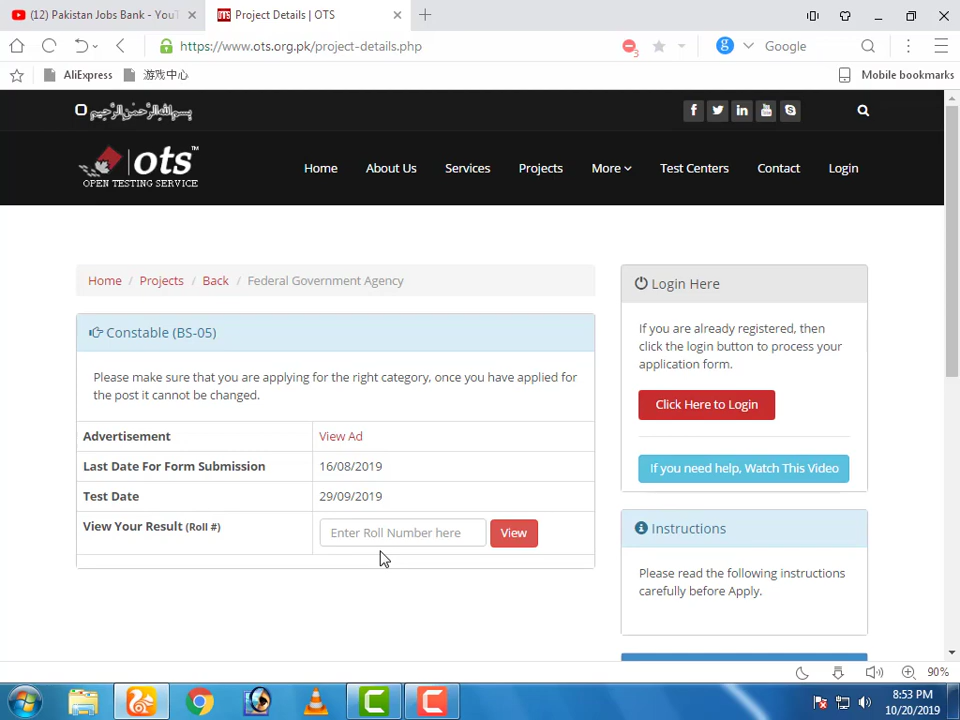 (12) Pakistan Jobs Bank - You
Project Details | OTS
https://www.ots.org.pk/project-details.php
3
Google
AliExpress
游戏中心
Mobile bookmarks
بسم الله الرحمن الرحيم
ots™
OPEN TESTING SERVICE
Home
About Us
Services
Projects
More
Test Centers
Contact
Login
Home / Projects / Back / Federal Government Agency
Constable (BS-05)
Please make sure that you are applying for the right category, once you have applied for
the post it cannot be changed.
Advertisement
View Ad
Last Date For Form Submission
16/08/2019
Test Date
29/09/2019
View Your Result (Roll #)
Enter Roll Number here
View
Login Here
If you are already registered, then
click the login button to process your
application form.
Click Here to Login
If you need help, Watch This Video
Instructions
Please read the following instructions
carefully before Apply.
90%
8:53 PM
10/20/2019